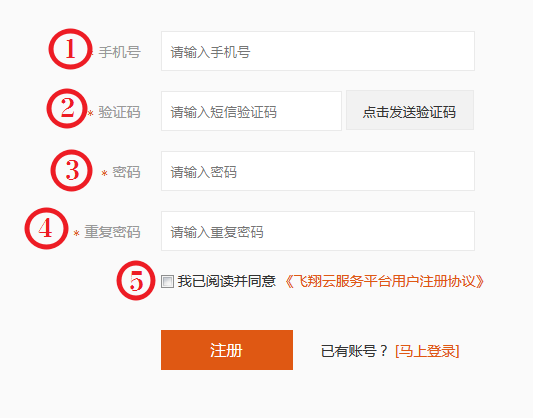 1 * 手机号 请输入手机号
2 * 验证码 请输入短信验证码 点击发送验证码
3 * 密码 请输入密码
4 * 重复密码 请输入重复密码
5 我已阅读并同意 《飞翔云服务平台用户注册协议》
注册 已有账号？ [马上登录]